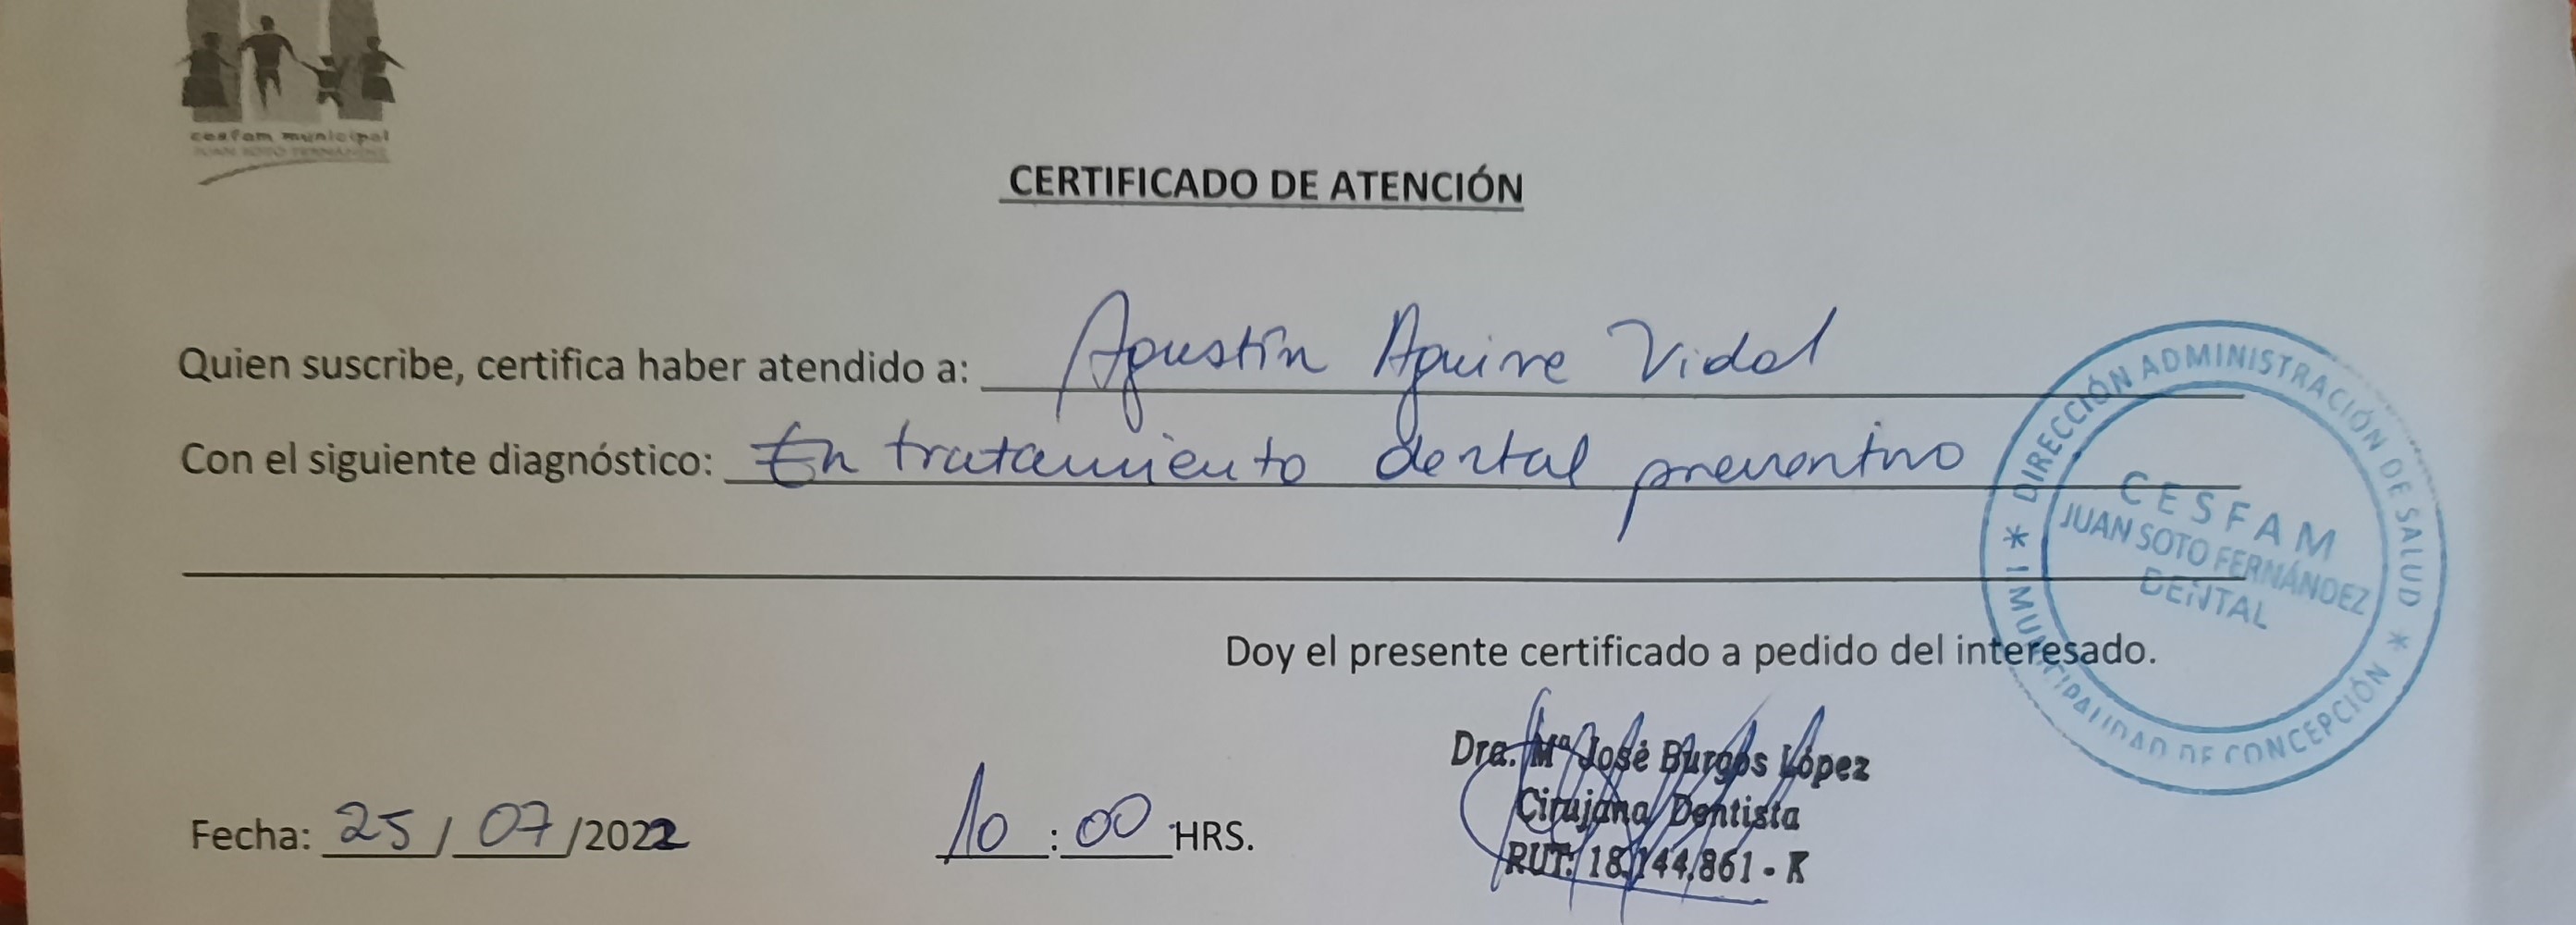 cesfam municipal
JUAN SOTO FERNÁNDEZ
CERTIFICADO DE ATENCIÓN
Quien suscribe, certifica haber atendido a: Agustín Aguirre Vidal
Con el siguiente diagnóstico: En tratamiento dental preventivo
DIRECCIÓN ADMINISTRACIÓN DE SALUD
CESFAM
JUAN SOTO FERNÁNDEZ
DENTAL
* I MUNICIPALIDAD DE CONCEPCIÓN *
Doy el presente certificado a pedido del interesado.
Dra. Mª José Burgos López
Cirujana Dentista
RUT: 18.144.861 - K
Fecha: 25/07/2022 10:00 HRS.